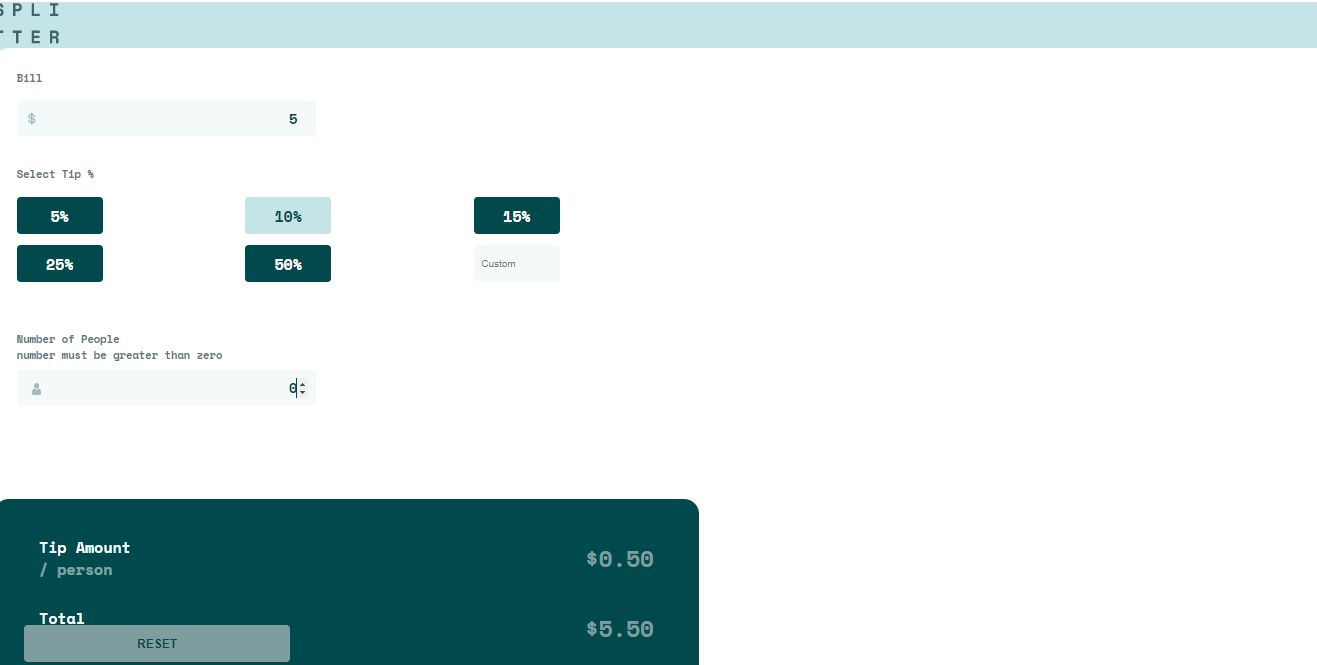 S P L I
T T E R
Bill
$ 5
Select Tip %
5% 10% 15%
25% 50% Custom
Number of People
number must be greater than zero
0
Tip Amount
/ person
$0.50
Total
$5.50
RESET